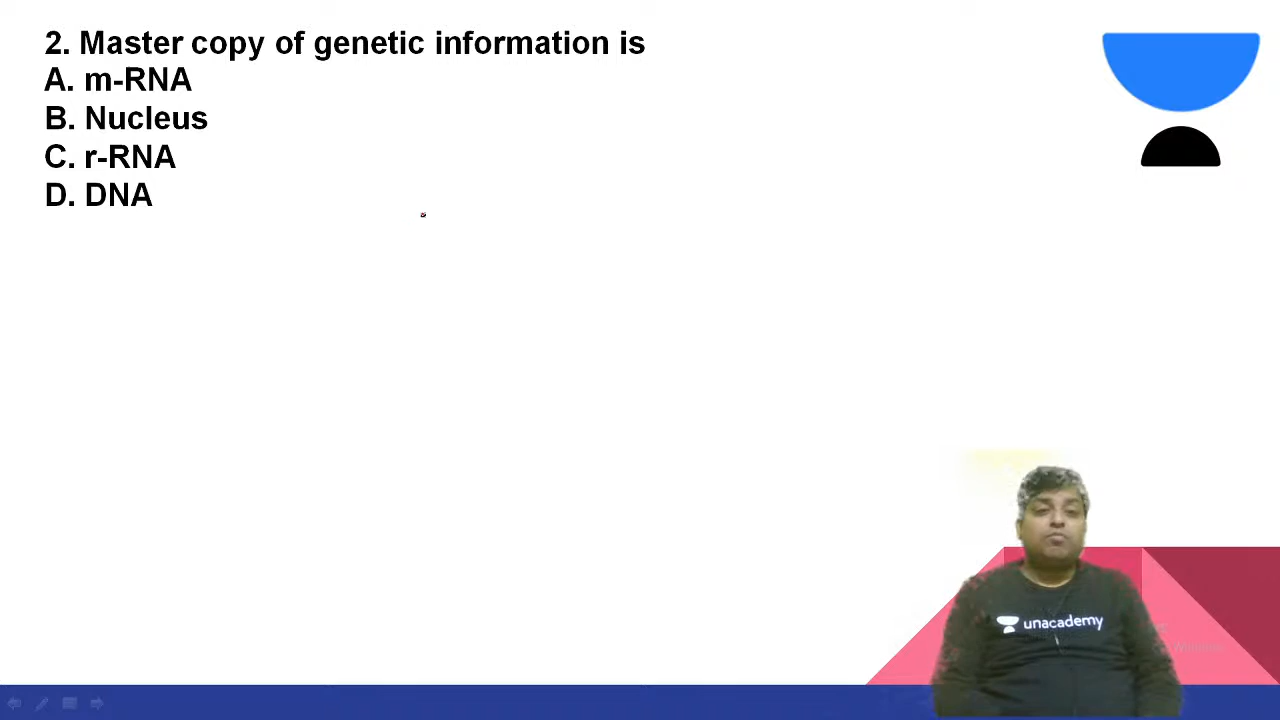 2. Master copy of genetic information is
A. m-RNA
B. Nucleus
C. r-RNA
D. DNA
unacademy